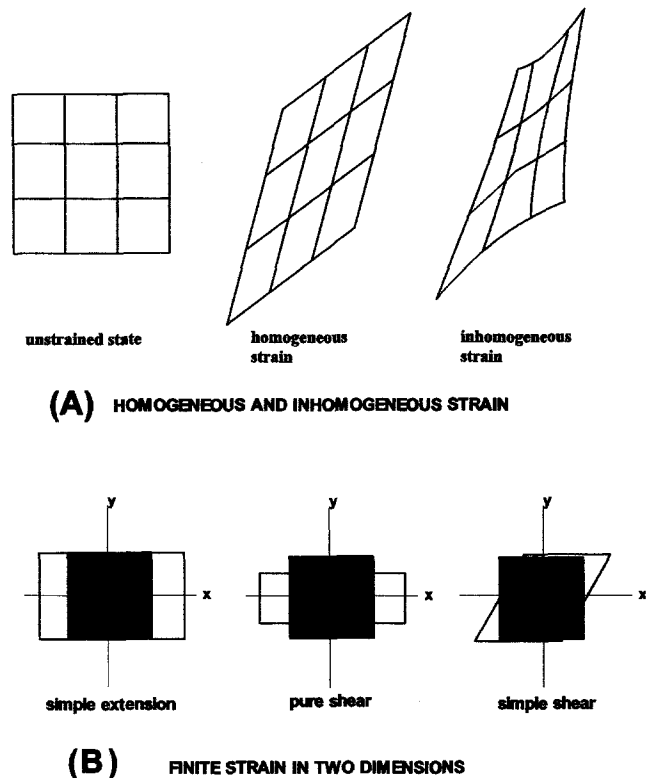 unstrained state
homogeneous
strain
inhomogeneous
strain
(A) HOMOGENEOUS AND INHOMOGENEOUS STRAIN
y
x
simple extension
y
x
pure shear
y
x
simple shear
(B) FINITE STRAIN IN TWO DIMENSIONS